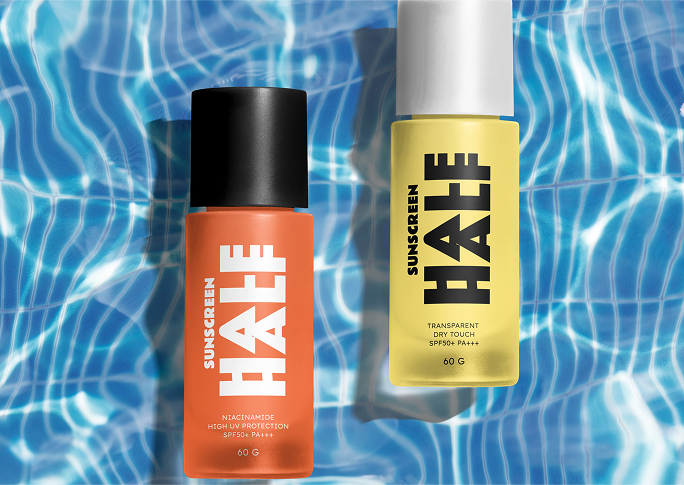 SUNSCREEN
HALF
NIACINAMIDE
HIGH UV PROTECTION
SPF50+ PA+++
60 G
SUNSCREEN
HALF
TRANSPARENT
DRY TOUCH
SPF50+ PA+++
60 G